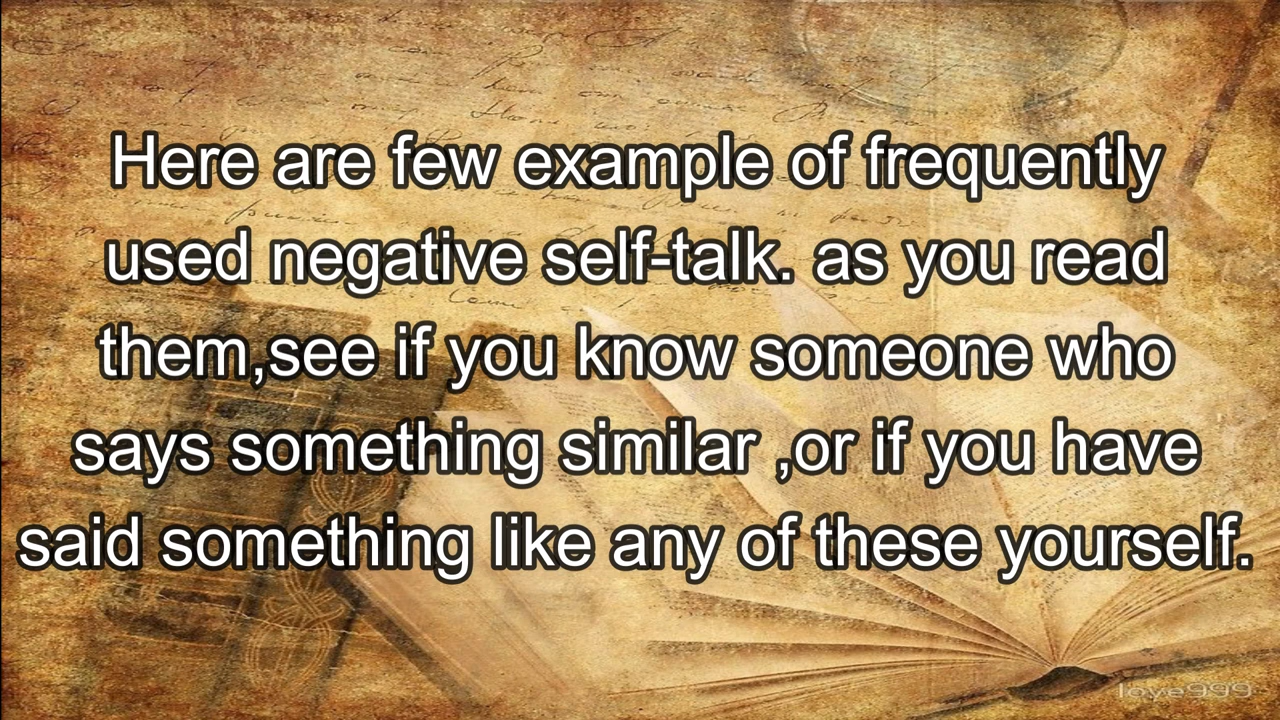 Here are few example of frequently
used negative self-talk. as you read
them,see if you know someone who
says something similar ,or if you have
said something like any of these yourself.
love999